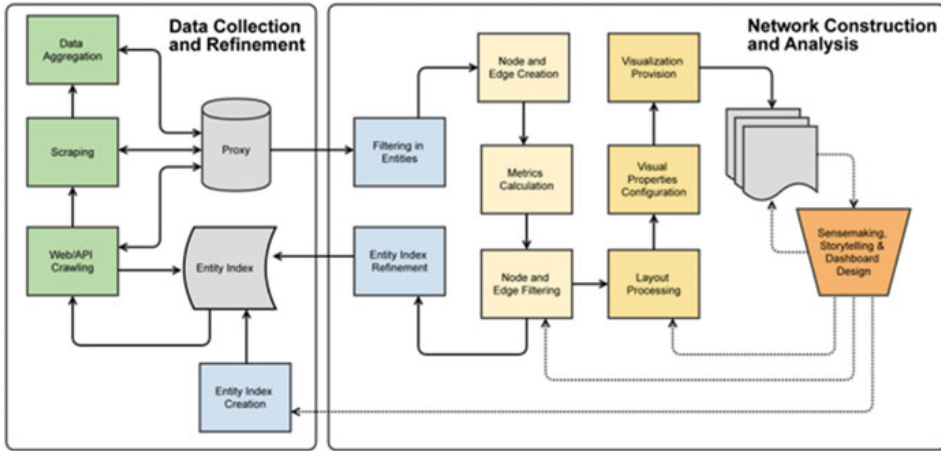 Data Collection
and Refinement
Data
Aggregation
Scraping
Web/API
Crawling
Proxy
Entity Index
Entity Index
Creation
Network Construction
and Analysis
Filtering in
Entities
Entity Index
Refinement
Node and
Edge Creation
Metrics
Calculation
Node and
Edge Filtering
Visualization
Provision
Visual
Properties
Configuration
Layout
Processing
Sensemaking,
Storytelling &
Dashboard
Design